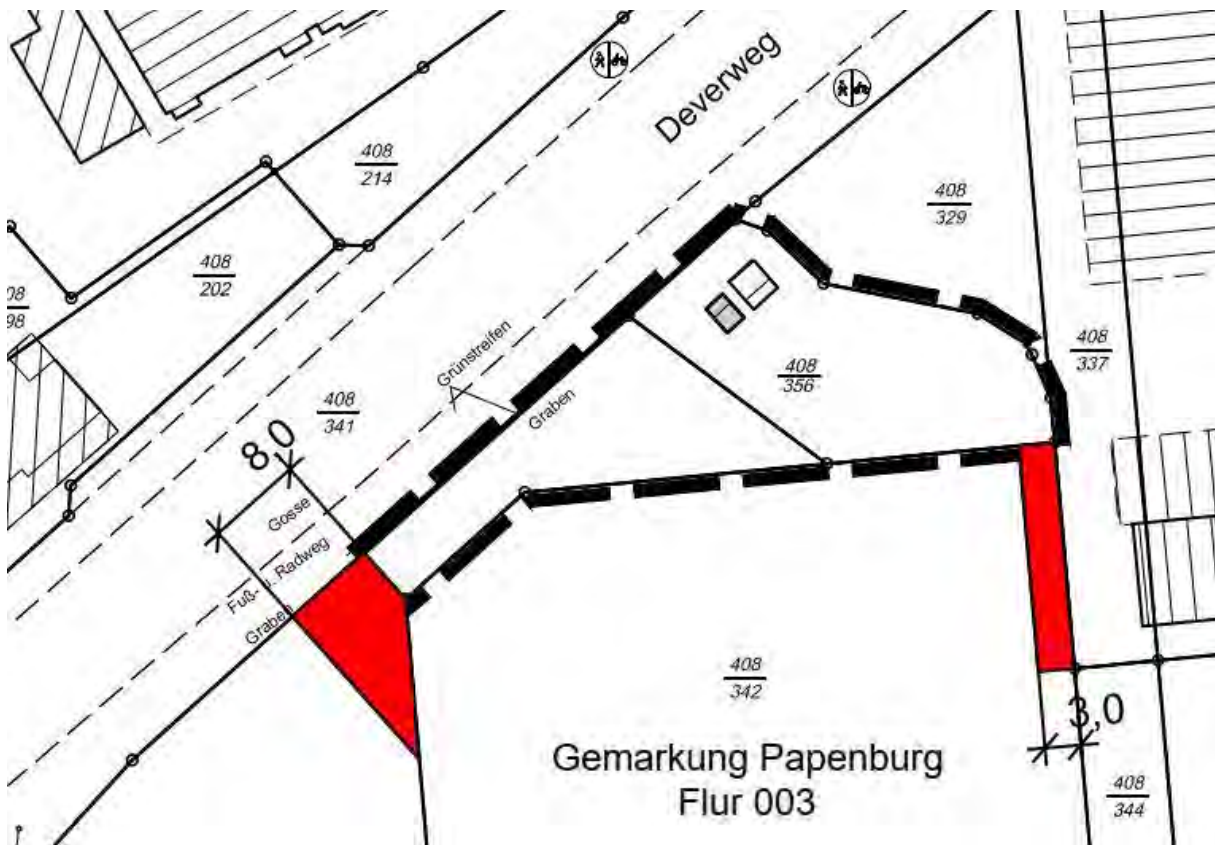 Deverweg
408
214
408
329
408
202
08
98
408
337
Grünstreifen
408
356
Graben
408
341
8,0
Gosse
Fuß- u. Radweg
Graben
408
342
3,0
Gemarkung Papenburg
Flur 003
408
344